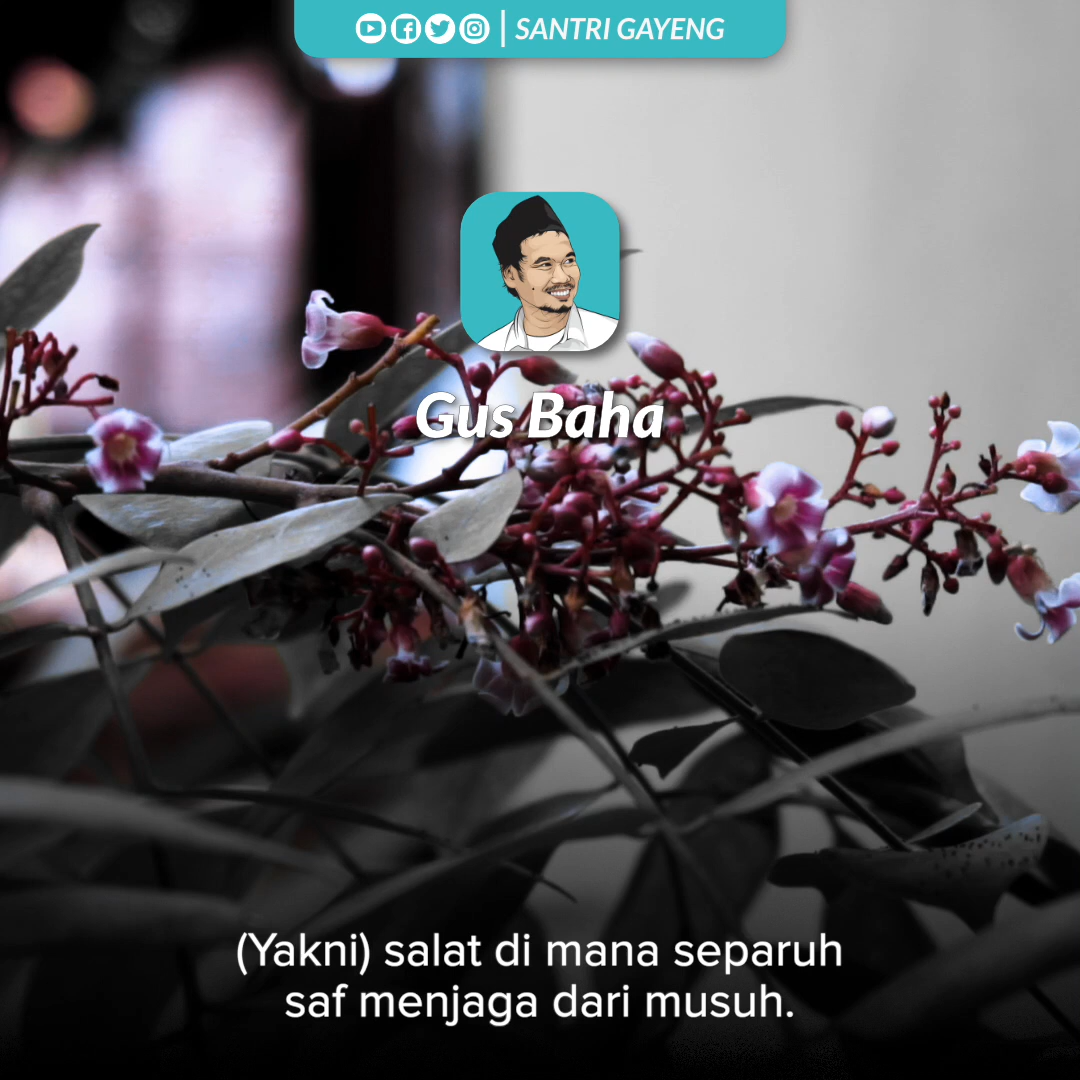 | SANTRI GAYENG
Gus Baha
(Yakni) salat di mana separuh
saf menjaga dari musuh.